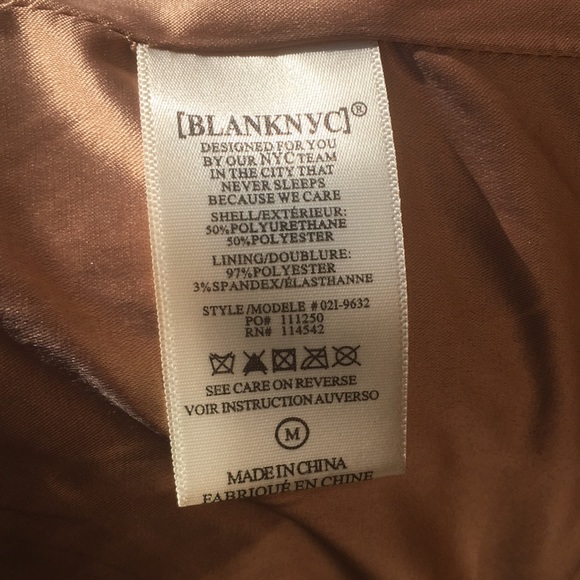 [BLANKNYC]®
DESIGNED FOR YOU
BY OUR NYC TEAM
IN THE CITY THAT
NEVER SLEEPS
BECAUSE WE CARE
SHELL/EXTÉRIEUR:
50%POLYURETHANE
50%POLYESTER
LINING/DOUBLURE:
97%POLYESTER
3%SPANDEX/ÉLASTHANNE
STYLE/MODELE #02I-9632
PO# 111250
RN# 114542
SEE CARE ON REVERSE
VOIR INSTRUCTION AUVERSO
M
MADE IN CHINA
FABRIQUÉ EN CHINE